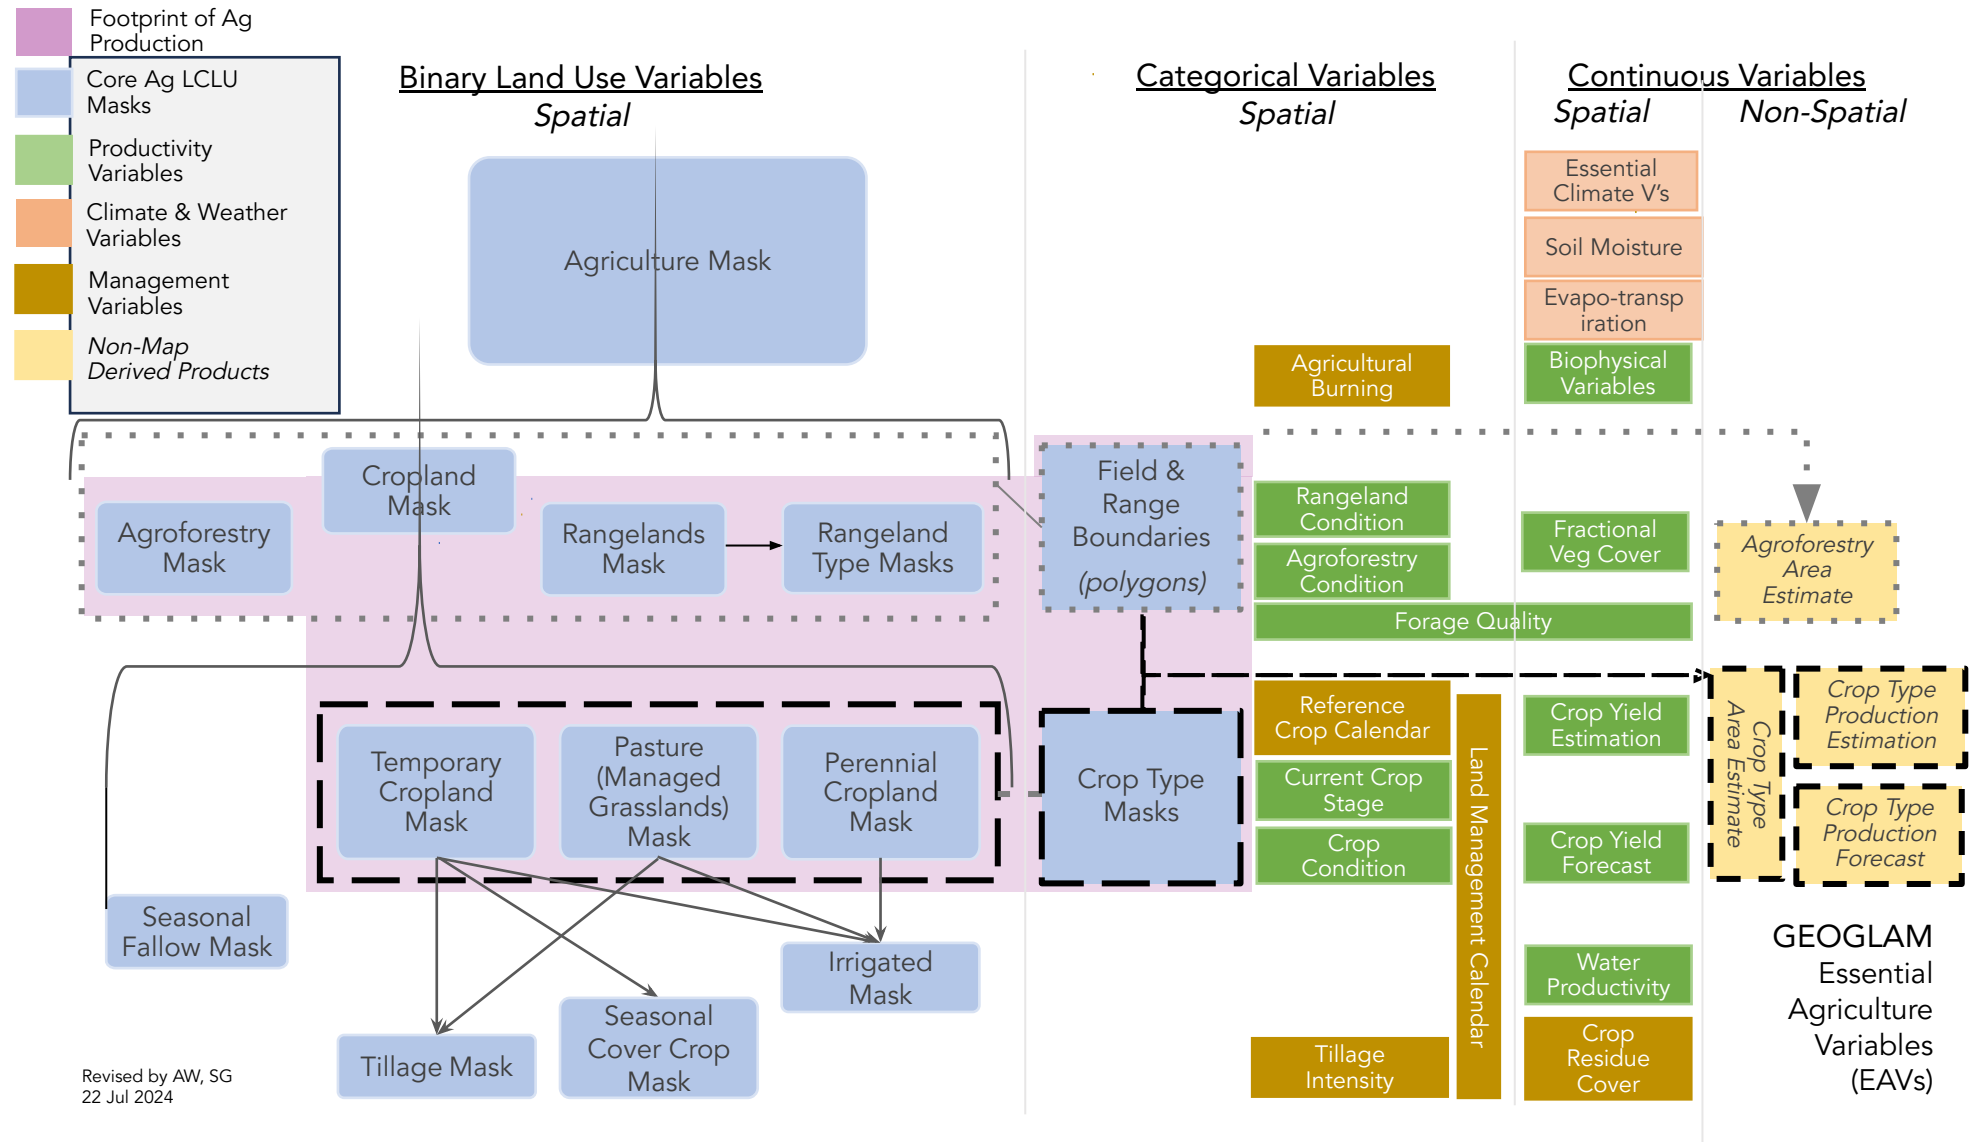 Footprint of Ag
Production
Core Ag LCLU
Masks
Productivity
Variables
Climate & Weather
Variables
Management
Variables
Non-Map
Derived Products
Binary Land Use Variables
Spatial
Categorical Variables
Spatial
Continuous Variables
Spatial
Non-Spatial
Agriculture Mask
Essential
Climate V's
Soil Moisture
Evapo-transp
iration
Biophysical
Variables
Agricultural
Burning
Agroforestry
Mask
Cropland
Mask
Rangelands
Mask
Rangeland
Type Masks
Field &
Range
Boundaries
(polygons)
Rangeland
Condition
Agroforestry
Condition
Forage Quality
Fractional
Veg Cover
Agroforestry
Area
Estimate
Temporary
Cropland
Mask
Pasture
(Managed
Grasslands)
Mask
Perennial
Cropland
Mask
Crop Type
Masks
Reference
Crop Calendar
Current Crop
Stage
Crop
Condition
Land Management Calendar
Crop Yield
Estimation
Crop Yield
Forecast
Crop Type
Area Estimate
Crop Type
Production
Estimation
Crop Type
Production
Forecast
Seasonal
Fallow Mask
Irrigated
Mask
Tillage Mask
Seasonal
Cover Crop
Mask
Tillage
Intensity
Water
Productivity
Crop
Residue
Cover
GEOGLAM
Essential
Agriculture
Variables
(EAVs)
Revised by AW, SG
22 Jul 2024